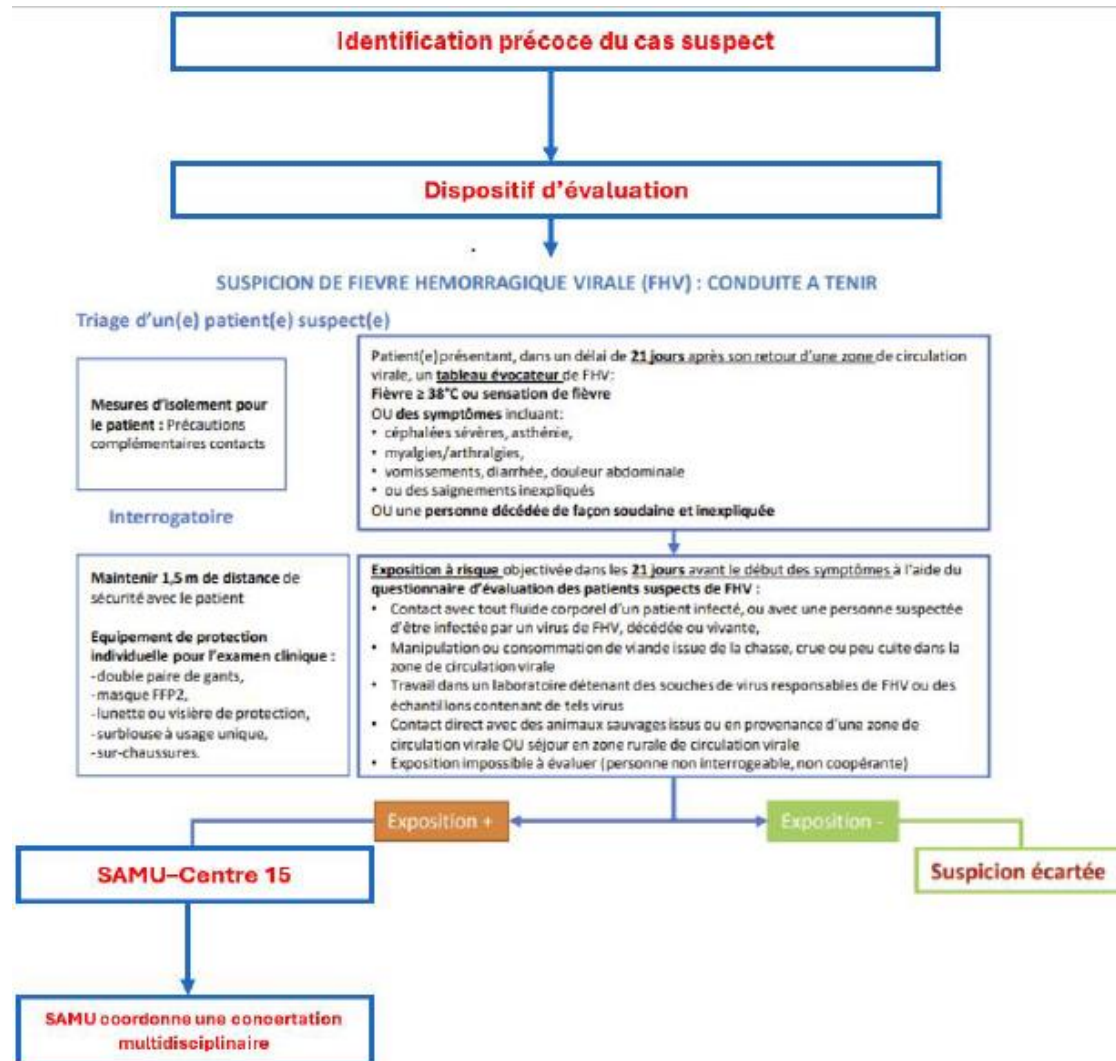 Identification précoce du cas suspect
Dispositif d'évaluation
SUSPICION DE FIEVRE HEMORRAGIQUE VIRALE (FHV) : CONDUITE A TENIR
Triage d'un(e) patient(e) suspect(e)
Mesures d'isolement pour
le patient : Précautions
complémentaires contacts
Patient(e) présentant, dans un délai de 21 jours après son retour d'une zone de circulation
virale, un tableau évocateur de FHV:
Fièvre ≥ 38°C ou sensation de fièvre
OU des symptômes incluant:
• céphalées sévères, asthénie,
• myalgies/arthralgies,
• vomissements, diarrhée, douleur abdominale
• ou des saignements inexpliqués
OU une personne décédée de façon soudaine et inexpliquée
Interrogatoire
Maintenir 1,5 m de distance de
sécurité avec le patient
Equipement de protection
individuelle pour l'examen clinique :
-double paire de gants,
-masque FFP2,
-lunette ou visière de protection,
-surblouse à usage unique,
-sur-chaussures.
Exposition à risque objectivée dans les 21 jours avant le début des symptômes à l'aide du
questionnaire d'évaluation des patients suspects de FHV :
• Contact avec tout fluide corporel d'un patient infecté, ou avec une personne suspectée
d'être infectée par un virus de FHV, décédée ou vivante,
• Manipulation ou consommation de viande issue de la chasse, crue ou peu cuite dans la
zone de circulation virale
• Travail dans un laboratoire détenant des souches de virus responsables de FHV ou des
échantillons contenant de tels virus
• Contact direct avec des animaux sauvages issus ou en provenance d'une zone de
circulation virale OU séjour en zone rurale de circulation virale
• Exposition impossible à évaluer (personne non interrogeable, non coopérante)
Exposition +
Exposition -
SAMU–Centre 15
Suspicion écartée
SAMU coordonne une concertation
multidisciplinaire